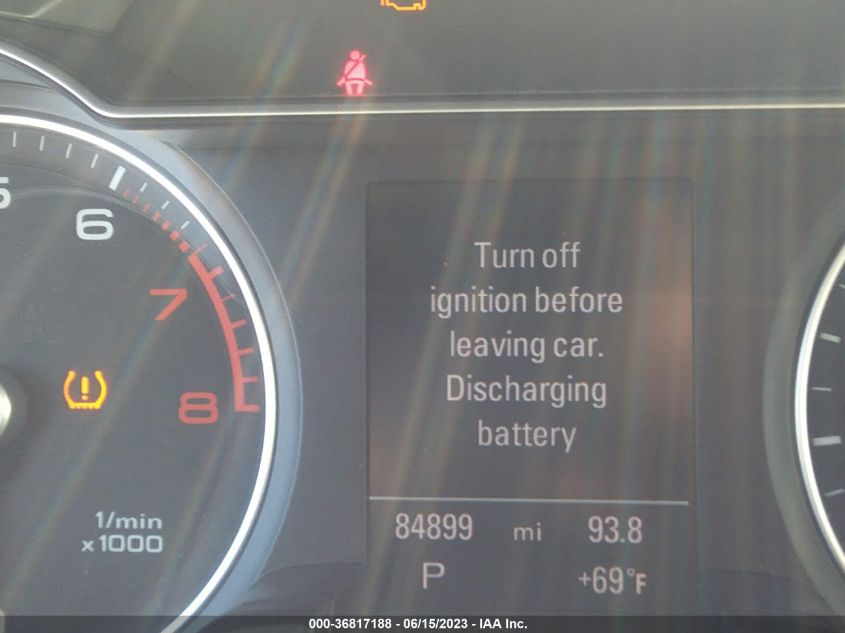 5
6
7
8
1/min
x1000
Turn off
ignition before
leaving car.
Discharging
battery
84899 mi 93.8
P +69°F
000-36817188 - 06/15/2023 - IAA Inc.